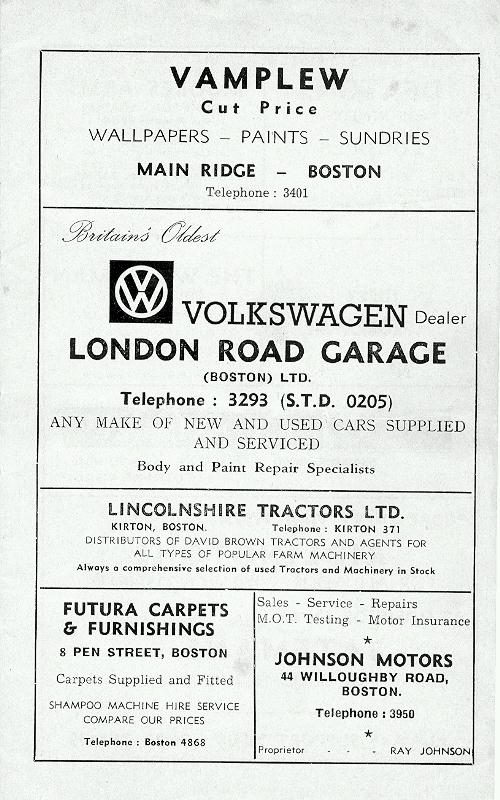 VAMPLEW
Cut Price
WALLPAPERS – PAINTS – SUNDRIES
MAIN RIDGE – BOSTON
Telephone : 3401
Britain's Oldest
VW
VOLKSWAGEN Dealer
LONDON ROAD GARAGE
(BOSTON) LTD.
Telephone : 3293 (S.T.D. 0205)
ANY MAKE OF NEW AND USED CARS SUPPLIED
AND SERVICED
Body and Paint Repair Specialists
LINCOLNSHIRE TRACTORS LTD.
KIRTON, BOSTON. Telephone : KIRTON 371
DISTRIBUTORS OF DAVID BROWN TRACTORS AND AGENTS FOR
ALL TYPES OF POPULAR FARM MACHINERY
Always a comprehensive selection of used Tractors and Machinery in Stock
FUTURA CARPETS
& FURNISHINGS
8 PEN STREET, BOSTON
Carpets Supplied and Fitted
SHAMPOO MACHINE HIRE SERVICE
COMPARE OUR PRICES
Telephone : Boston 4868
Sales - Service - Repairs
M.O.T. Testing - Motor Insurance
*
JOHNSON MOTORS
44 WILLOUGHBY ROAD,
BOSTON.
Telephone : 3950
*
Proprietor - - - RAY JOHNSON